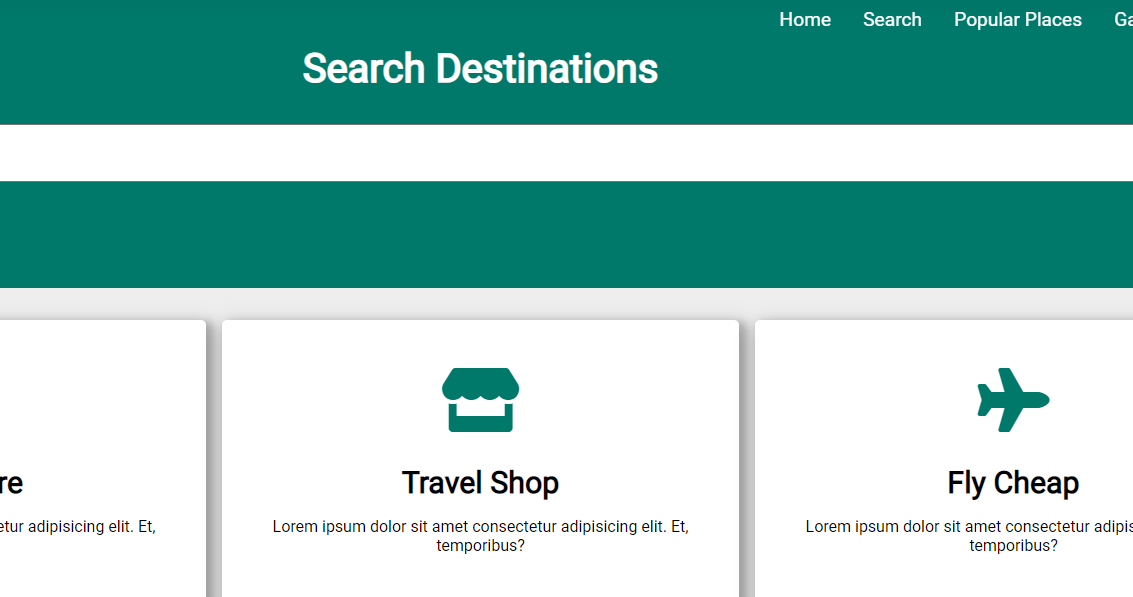 Home Search Popular Places Ga
Search Destinations
re
Travel Shop
Fly Cheap
etur adipisicing elit. Et,
Lorem ipsum dolor sit amet consectetur adipisicing elit. Et,
temporibus?
Lorem ipsum dolor sit amet consectetur adipis
temporibus?